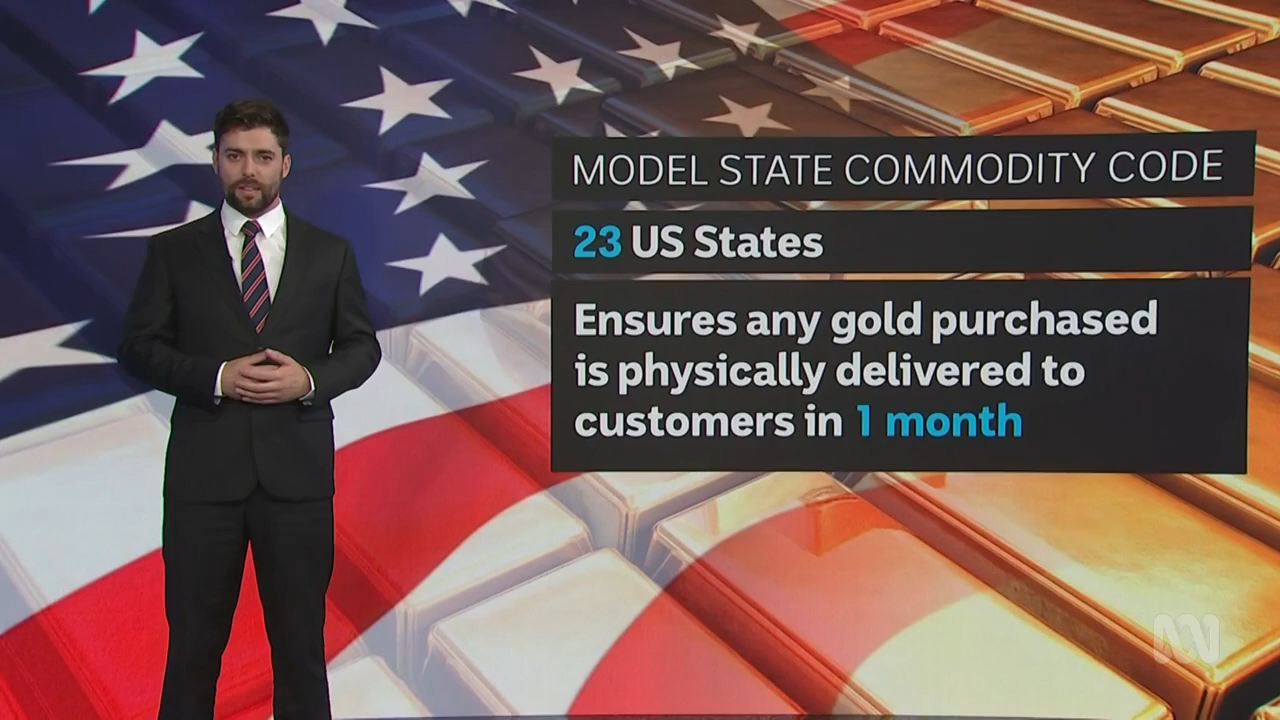 MODEL STATE COMMODITY CODE
23 US States
Ensures any gold purchased
is physically delivered to
customers in 1 month